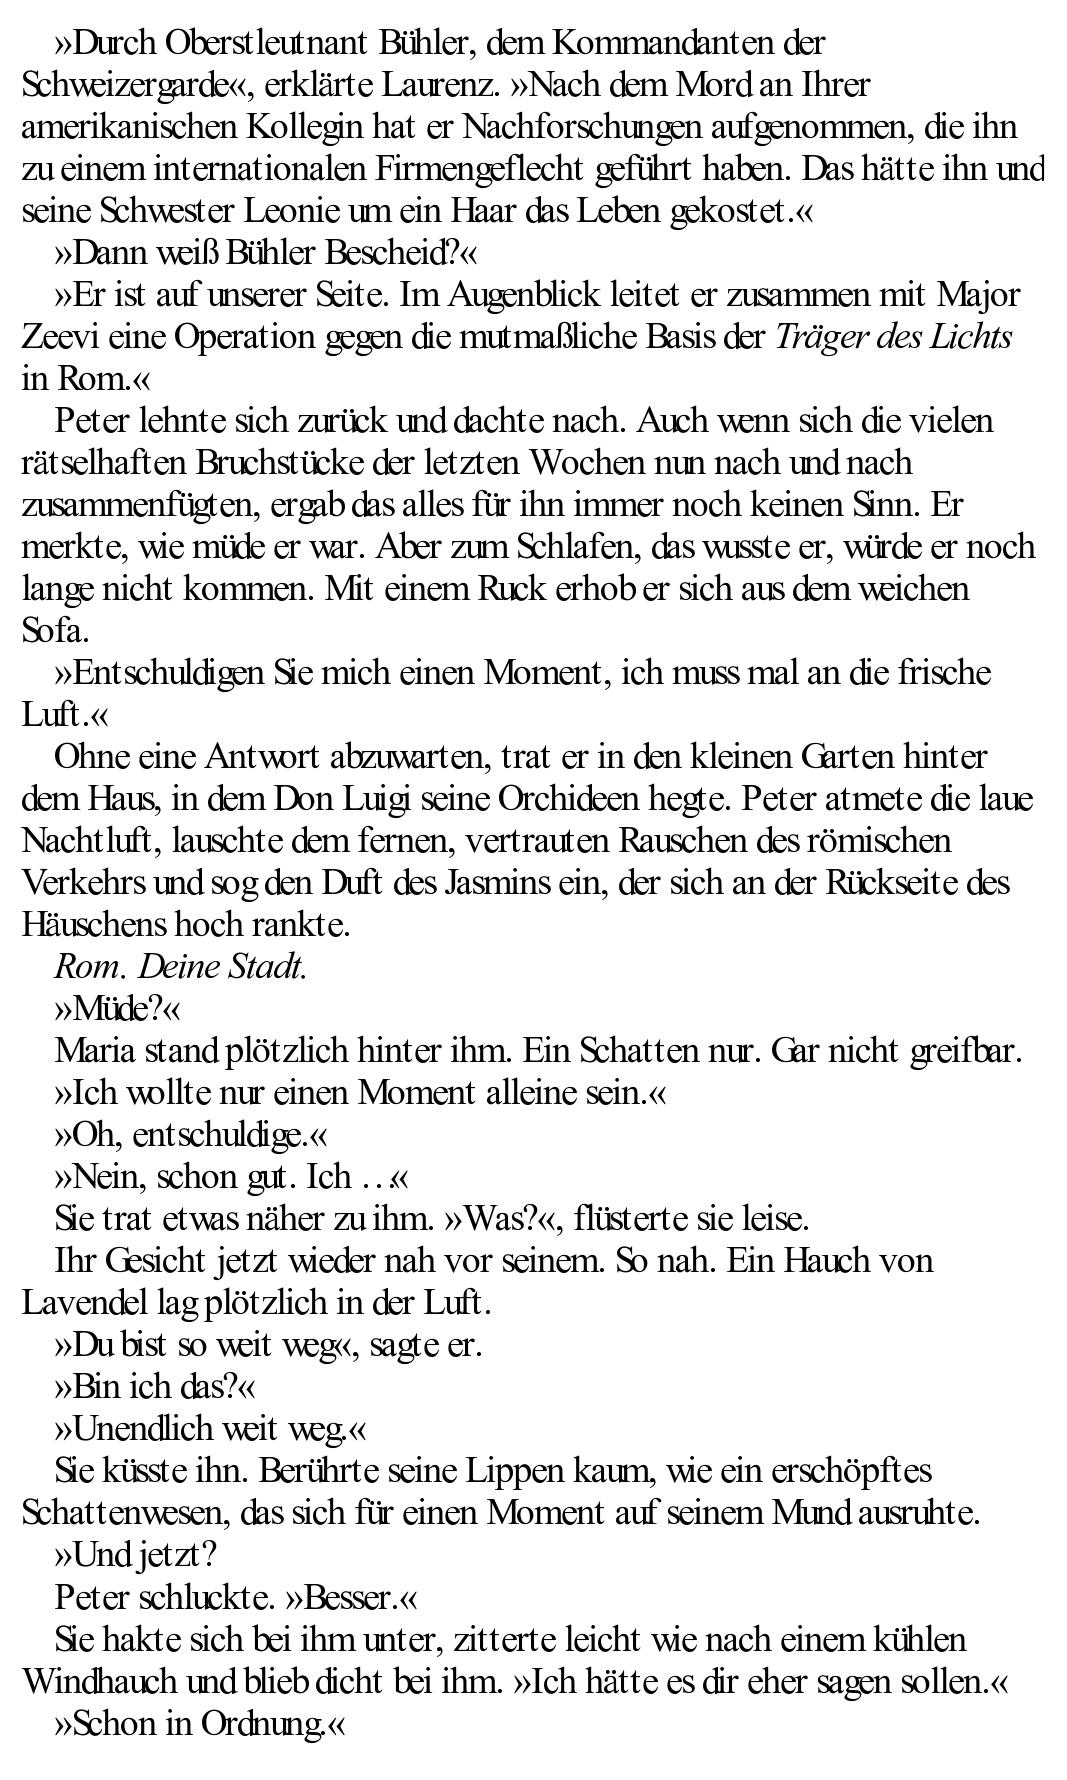 »Durch Oberstleutnant Bühler, dem Kommandanten der
Schweizergarde«, erklärte Laurenz. »Nach dem Mord an Ihrer
amerikanischen Kollegin hat er Nachforschungen aufgenommen, die ihn
zu einem internationalen Firmengeflecht geführt haben. Das hätte ihn und
seine Schwester Leonie um ein Haar das Leben gekostet.«
»Dann weiß Bühler Bescheid?«
»Er ist auf unserer Seite. Im Augenblick leitet er zusammen mit Major
Zeevi eine Operation gegen die mutmaßliche Basis der Träger des Lichts
in Rom.«
Peter lehnte sich zurück und dachte nach. Auch wenn sich die vielen
rätselhaften Bruchstücke der letzten Wochen nun nach und nach
zusammenfügten, ergab das alles für ihn immer noch keinen Sinn. Er
merkte, wie müde er war. Aber zum Schlafen, das wusste er, würde er noch
lange nicht kommen. Mit einem Ruck erhob er sich aus dem weichen
Sofa.
»Entschuldigen Sie mich einen Moment, ich muss mal an die frische
Luft.«
Ohne eine Antwort abzuwarten, trat er in den kleinen Garten hinter
dem Haus, in dem Don Luigi seine Orchideen hegte. Peter atmete die laue
Nachtluft, lauschte dem fernen, vertrauten Rauschen des römischen
Verkehrs und sog den Duft des Jasmins ein, der sich an der Rückseite des
Häuschens hoch rankte.
Rom. Deine Stadt.
»Müde?«
Maria stand plötzlich hinter ihm. Ein Schatten nur. Gar nicht greifbar.
»Ich wollte nur einen Moment alleine sein.«
»Oh, entschuldige.«
»Nein, schon gut. Ich …«
Sie trat etwas näher zu ihm. »Was?«, flüsterte sie leise.
Ihr Gesicht jetzt wieder nah vor seinem. So nah. Ein Hauch von
Lavendel lag plötzlich in der Luft.
»Du bist so weit weg«, sagte er.
»Bin ich das?«
»Unendlich weit weg.«
Sie küsste ihn. Berührte seine Lippen kaum, wie ein erschöpftes
Schattenwesen, das sich für einen Moment auf seinem Mund ausruhte.
»Und jetzt?
Peter schluckte. »Besser.«
Sie hakte sich bei ihm unter, zitterte leicht wie nach einem kühlen
Windhauch und blieb dicht bei ihm. »Ich hätte es dir eher sagen sollen.«
»Schon in Ordnung.«